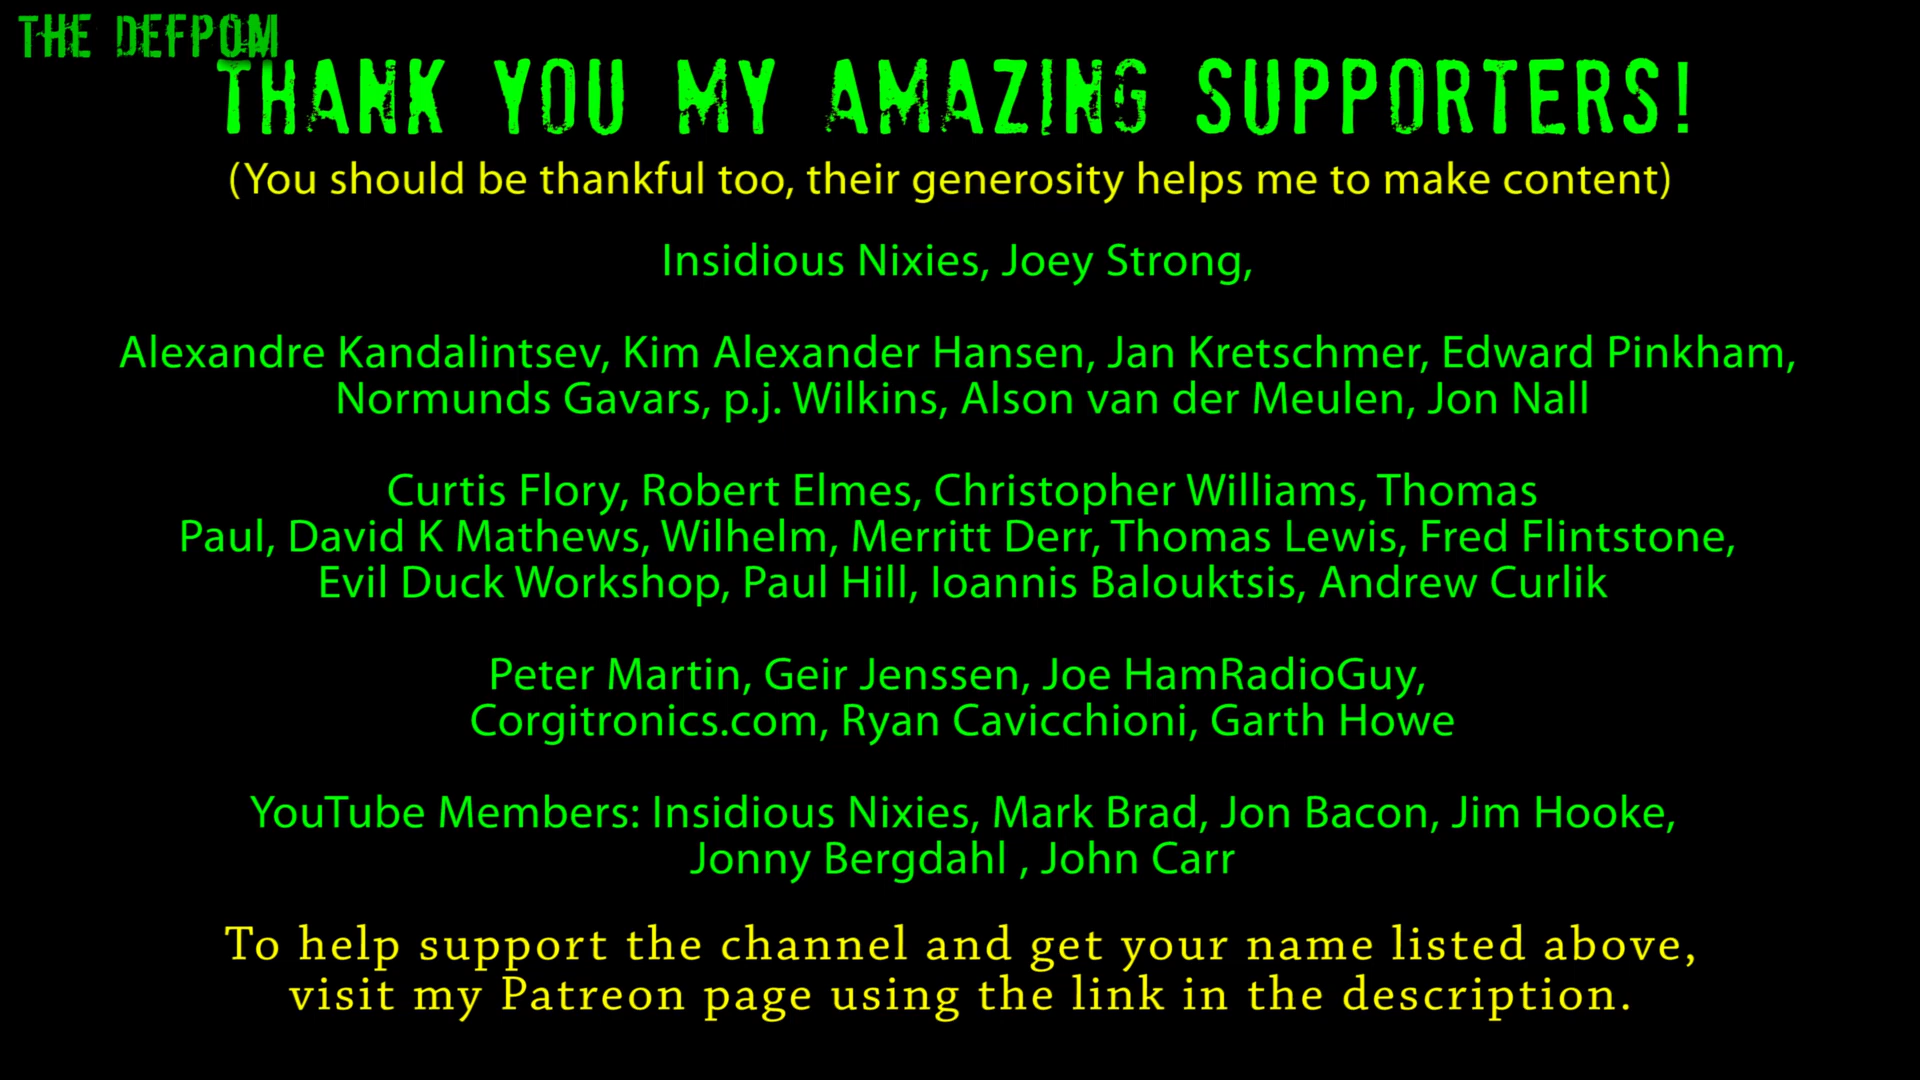 THE DEFPOM
THANK YOU MY AMAZING SUPPORTERS!
(You should be thankful too, their generosity helps me to make content)
Insidious Nixies, Joey Strong,
Alexandre Kandalintsev, Kim Alexander Hansen, Jan Kretschmer, Edward Pinkham,
Normunds Gavars, p.j. Wilkins, Alson van der Meulen, Jon Nall
Curtis Flory, Robert Elmes, Christopher Williams, Thomas
Paul, David K Mathews, Wilhelm, Merritt Derr, Thomas Lewis, Fred Flintstone,
Evil Duck Workshop, Paul Hill, Ioannis Balouktsis, Andrew Curlik
Peter Martin, Geir Jenssen, Joe HamRadioGuy,
Corgitronics.com, Ryan Cavicchioni, Garth Howe
YouTube Members: Insidious Nixies, Mark Brad, Jon Bacon, Jim Hooke,
Jonny Bergdahl , John Carr
To help support the channel and get your name listed above,
visit my Patreon page using the link in the description.